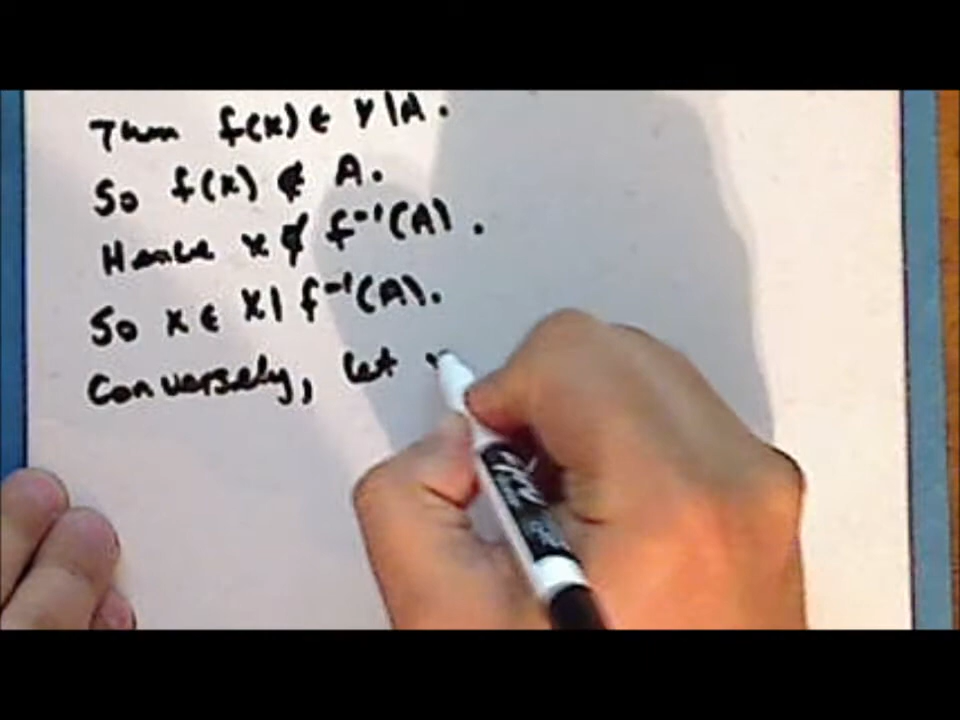 Then f(x) ∈ Y\A.
So f(x) ∉ A.
Hence x ∉ f⁻¹(A).
So x ∈ X\f⁻¹(A).
Conversely, let